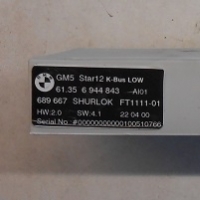 GM5 Star12 K-Bus LOW
61.35 6 944 843 -AI01
689 667 SHURLOK FT1111-01
HW:2.0 SW:4.1 22 04 00
Serial No.: #00000000000100510766